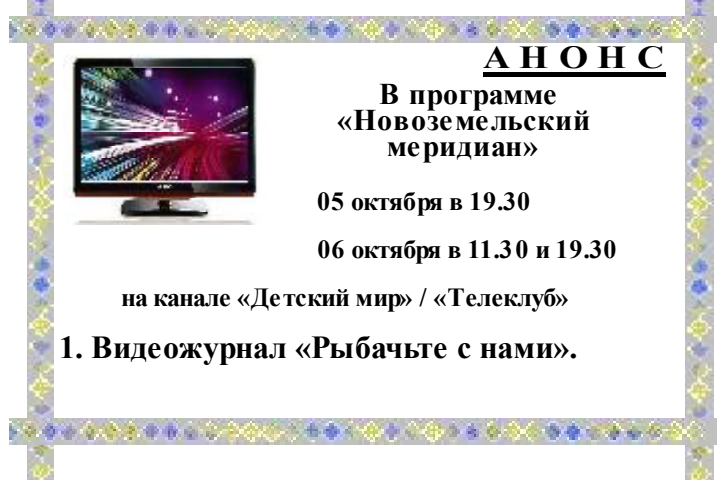 А Н О Н С
В программе
«Новоземельский
меридиан»
05 октября в 19.30
06 октября в 11.30 и 19.30
на канале «Детский мир» / «Телеклуб»
1. Видеожурнал «Рыбачьте с нами».